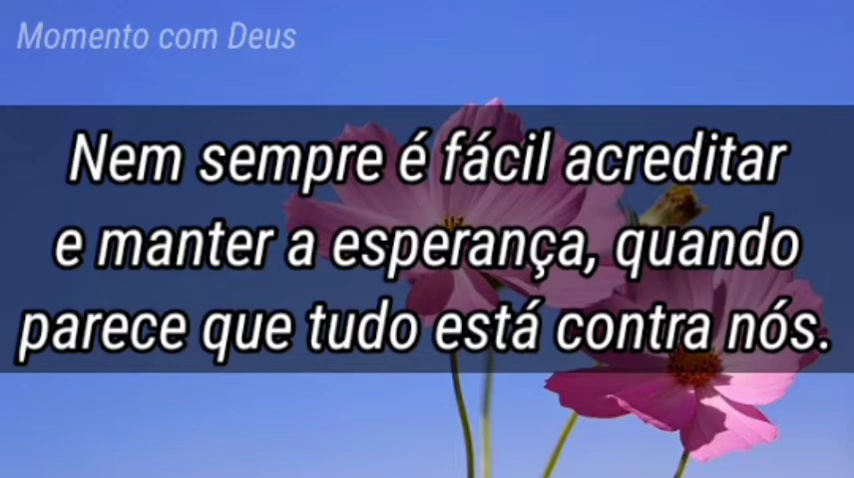 Momento com Deus
Nem sempre é fácil acreditar
e manter a esperança, quando
parece que tudo está contra nós.